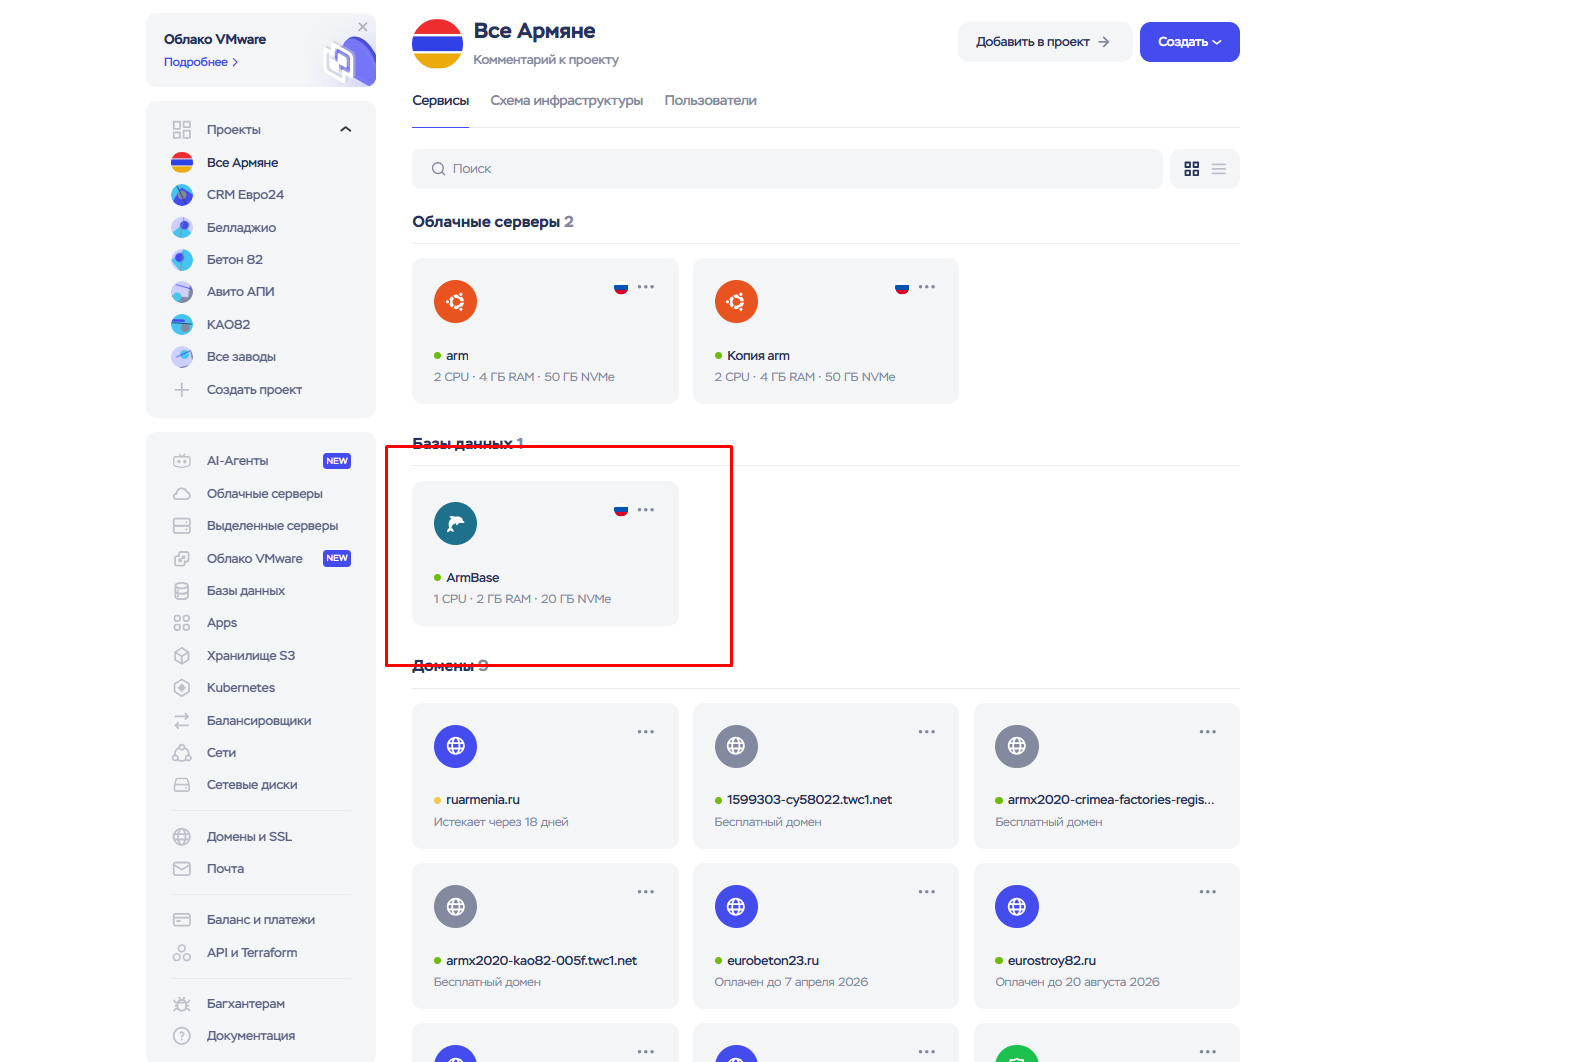 Облако VMware
Подробнее
Проекты
Все Армяне
CRM Евро24
Белладжио
Бетон 82
Авито АПИ
КАО82
Все заводы
Создать проект
AI-Агенты NEW
Облачные серверы
Выделенные серверы
Облако VMware NEW
Базы данных
Apps
Хранилище S3
Kubernetes
Балансировщики
Сети
Сетевые диски
Домены и SSL
Почта
Баланс и платежи
API и Terraform
Багхантерам
Документация
Все Армяне
Комментарий к проекту
Добавить в проект
Создать
Сервисы Схема инфраструктуры Пользователи
Поиск
Облачные серверы 2
arm
2 CPU · 4 ГБ RAM · 50 ГБ NVMe
Копия arm
2 CPU · 4 ГБ RAM · 50 ГБ NVMe
Базы данных 1
ArmBase
1 CPU · 2 ГБ RAM · 20 ГБ NVMe
Домены 9
ruarmenia.ru
Истекает через 18 дней
1599303-cy58022.twc1.net
Бесплатный домен
armx2020-crimea-factories-regis...
Бесплатный домен
armx2020-kao82-005f.twc1.net
Бесплатный домен
eurobeton23.ru
Оплачен до 7 апреля 2026
eurostroy82.ru
Оплачен до 20 августа 2026